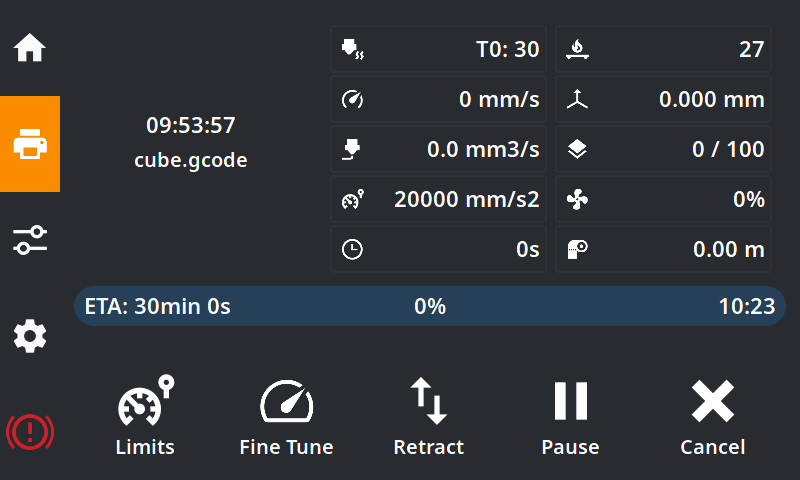 09:53:57
cube.gcode
T0: 30
27
0 mm/s
0.000 mm
0.0 mm3/s
0 / 100
20000 mm/s2
0%
0s
0.00 m
ETA: 30min 0s 0% 10:23
Limits Fine Tune Retract Pause Cancel